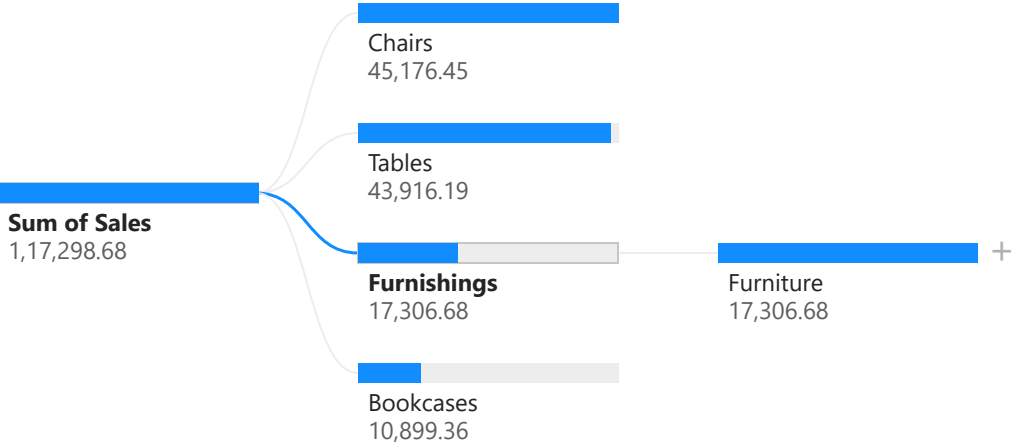 Chairs
45,176.45
Tables
43,916.19
Sum of Sales
1,17,298.68
Furnishings
17,306.68
Furniture
17,306.68
Bookcases
10,899.36